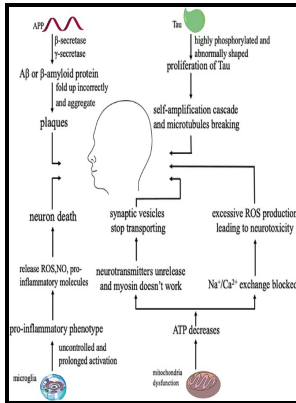 APP
β-secretase
γ-secretase
Aβ or β-amyloid protein
fold up incorrectly
and aggregate
plaques
Tau
highly phosphorylated and
abnormally shaped
proliferation of Tau
self-amplification cascade
and microtubules breaking
neuron death
release ROS,NO, pro-
inflammatory molecules
pro-inflammatory phenotype
uncontrolled and
prolonged activation
microglia
synaptic vesicles
stop transporting
neurotransmitters unrelease
and myosin doesn't work
excessive ROS production
leading to neurotoxicity
Na⁺/Ca²⁺ exchange blocked
ATP decreases
mitochondria
dysfunction